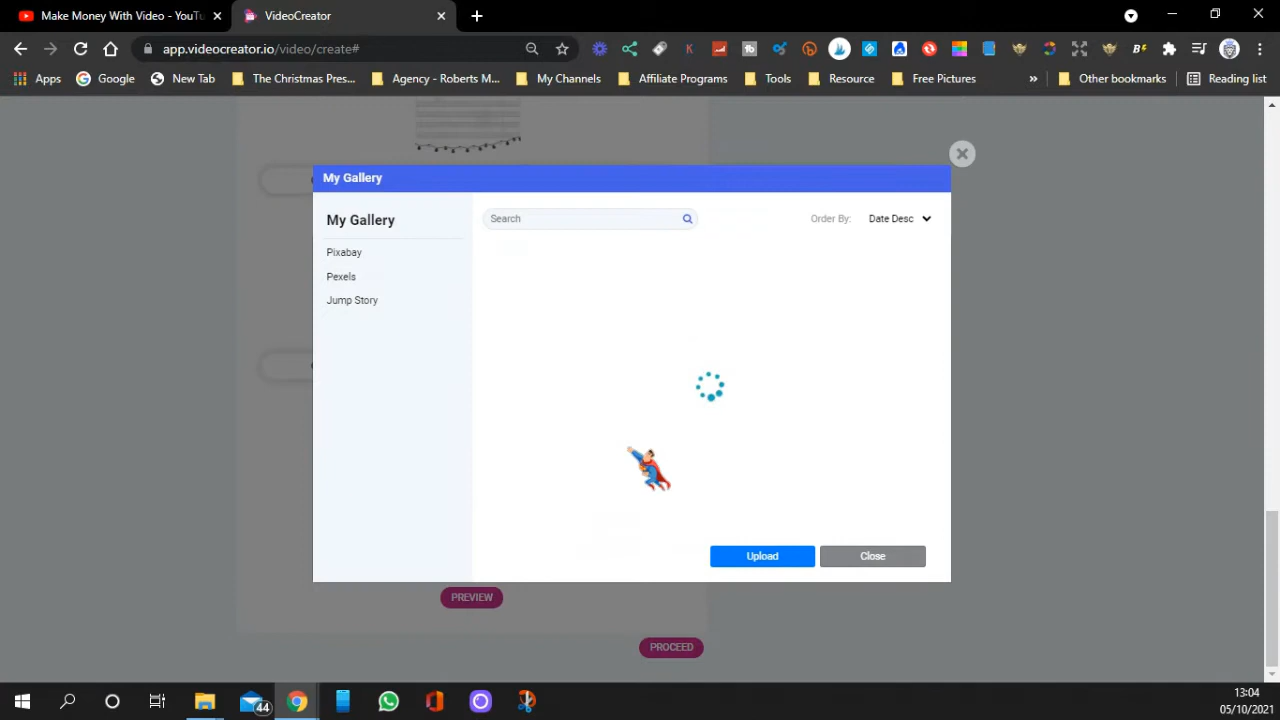 Make Money With Video - YouTu
VideoCreator
app.videocreator.io/video/create#
Apps
Google
New Tab
The Christmas Pres...
Agency - Roberts M...
My Channels
Affiliate Programs
Tools
Resource
Free Pictures
»
Other bookmarks
Reading list
My Gallery
My Gallery
Pixabay
Pexels
Jump Story
Search
Order By:
Date Desc
Upload
Close
PREVIEW
PROCEED
44
13:04
05/10/2021